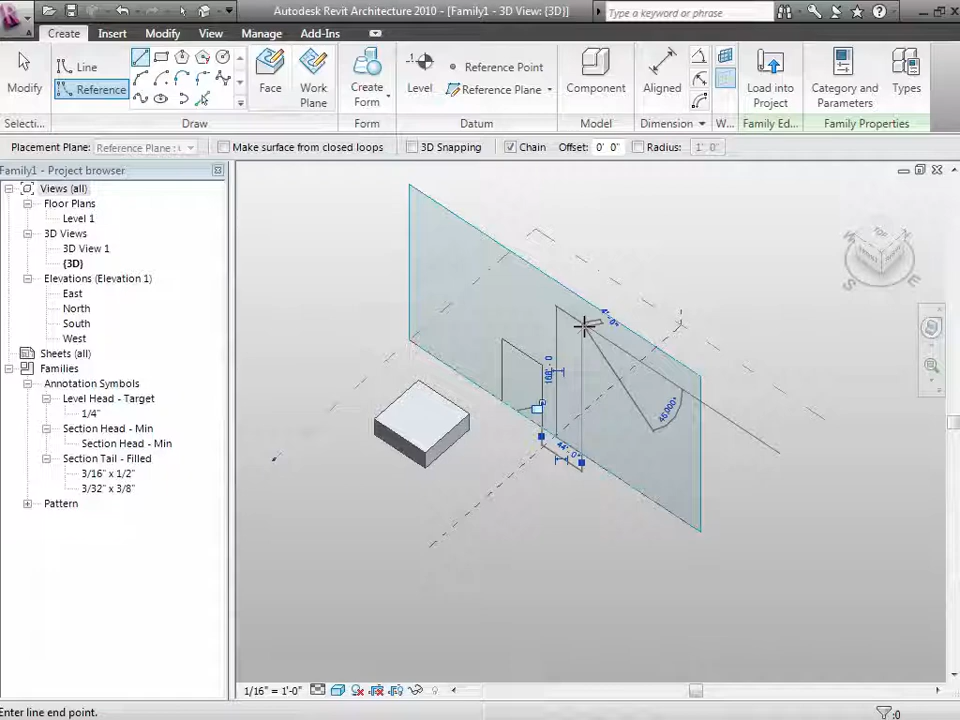 Autodesk Revit Architecture 2010 - [Family1 - 3D View: {3D}]
Type a keyword or phrase
Create
Insert
Modify
View
Manage
Add-Ins
Modify
Line
Reference
Face
Work Plane
Create Form
Level
Reference Point
Reference Plane
Component
Aligned
Load into Project
Category and Parameters
Types
Selecti...
Draw
Form
Datum
Model
Dimension
W...
Family Ed...
Family Properties
Placement Plane:
Make surface from closed loops
3D Snapping
Chain
Offset:
0' 0"
Radius:
1' 0"
Family1 - Project browser
Views (all)
Floor Plans
Level 1
3D Views
3D View 1
{3D}
Elevations (Elevation 1)
East
North
South
West
Sheets (all)
Families
Annotation Symbols
Level Head - Target
1/4"
Section Head - Min
Section Head - Min
Section Tail - Filled
3/16" x 1/2"
3/32" x 3/8"
Pattern
44' - 0"
TOP
W
N
S
E
1/16" = 1'-0"
Enter line end point.
:0